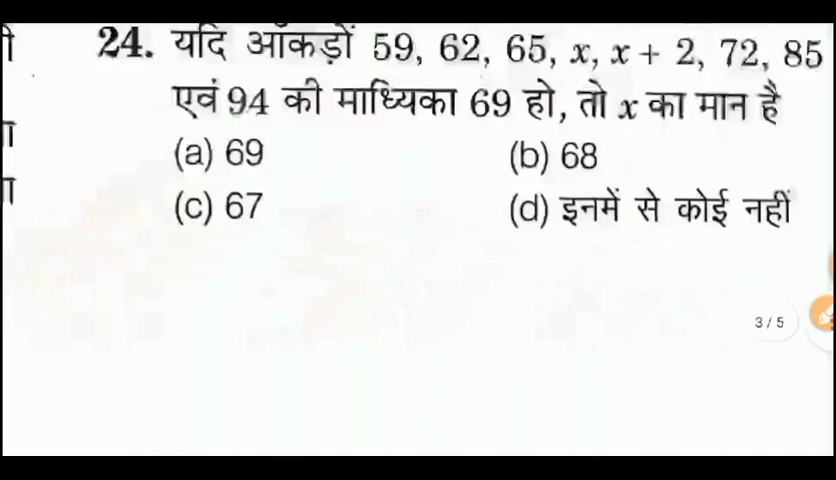 24. यदि आँकड़ों 59, 62, 65, x, x + 2, 72, 85
एवं 94 की माध्यिका 69 हो, तो x का मान है
(a) 69 (b) 68
(c) 67 (d) इनमें से कोई नहीं
3 / 5